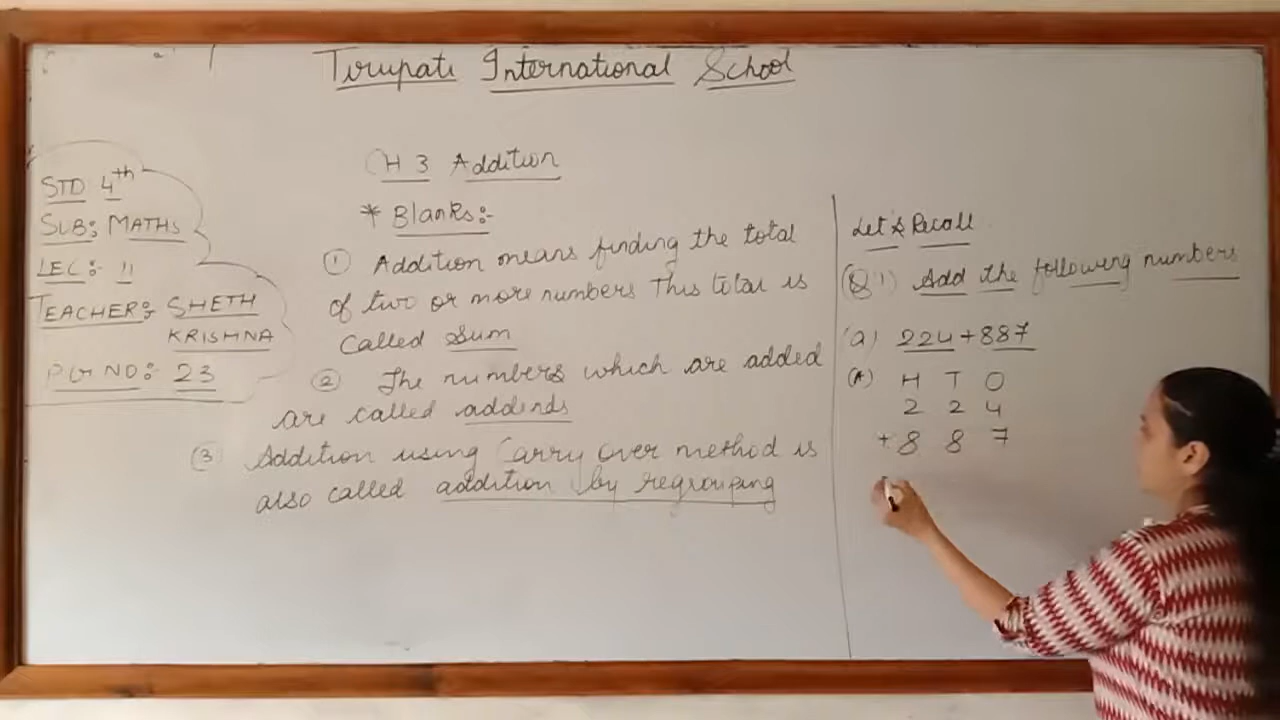 Tirupati International School
STD 4th
SUB: MATHS
LEC:- 11
TEACHER:- SHETH
KRISHNA
PG NO:- 23
CH 3 Addition
* Blanks:-
① Addition means finding the total
of two or more numbers This total is
called Sum
② The numbers which are added
are called addends
③ Addition using Carry Over method is
also called addition by regrouping
Let's Recall
(Q 1) Add the following numbers
(a) 224+887
(A) H T O
2 2 4
+ 8 8 7